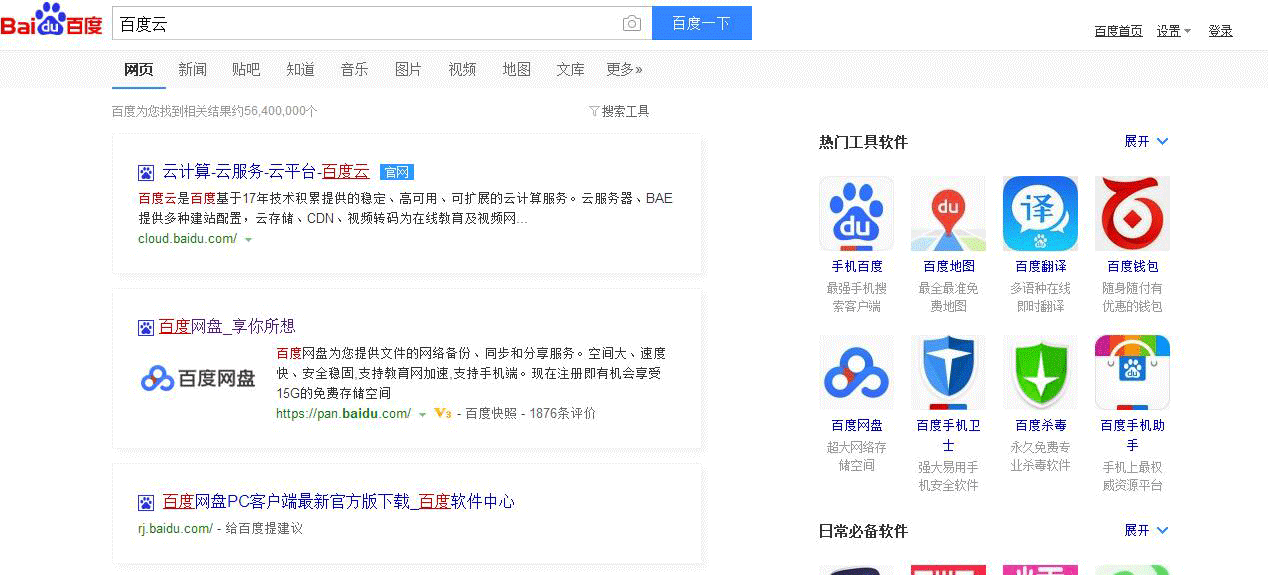 Bai du 百度
百度云
百度一下
百度首页 设置 登录
网页 新闻 贴吧 知道 音乐 图片 视频 地图 文库 更多»
百度为您找到相关结果约56,400,000个
搜索工具
云计算-云服务-云平台-百度云 官网
百度云是百度基于17年技术积累提供的稳定、高可用、可扩展的云计算服务。云服务器、BAE
提供多种建站配置，云存储、CDN、视频转码为在线教育及视频网...
cloud.baidu.com/
百度网盘_享你所想
百度网盘
百度网盘为您提供文件的网络备份、同步和分享服务。空间大、速度
快、安全稳固,支持教育网加速,支持手机端。现在注册即有机会享受
15G的免费存储空间
https://pan.baidu.com/ V3 - 百度快照 - 1876条评价
百度网盘PC客户端最新官方版下载_百度软件中心
rj.baidu.com/ - 给百度提建议
热门工具软件 展开
du du 译 du
手机百度 百度地图 百度翻译 百度钱包
最强手机搜 最全最准免 多语种在线 随身随付有
索客户端 费地图 即时翻译 优惠的钱包
百度网盘 百度手机卫 百度杀毒 百度手机助
士 手
超大网络存 强大易用手 永久免费专 手机上最权
储空间 机安全软件 业杀毒软件 威资源平台
日常必备软件 展开